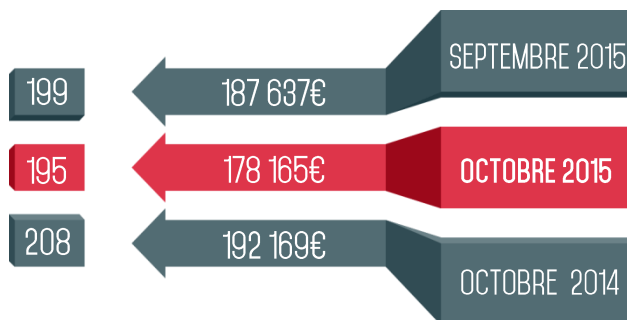 199 187 637€ SEPTEMBRE 2015
195 178 165€ OCTOBRE 2015
208 192 169€ OCTOBRE 2014